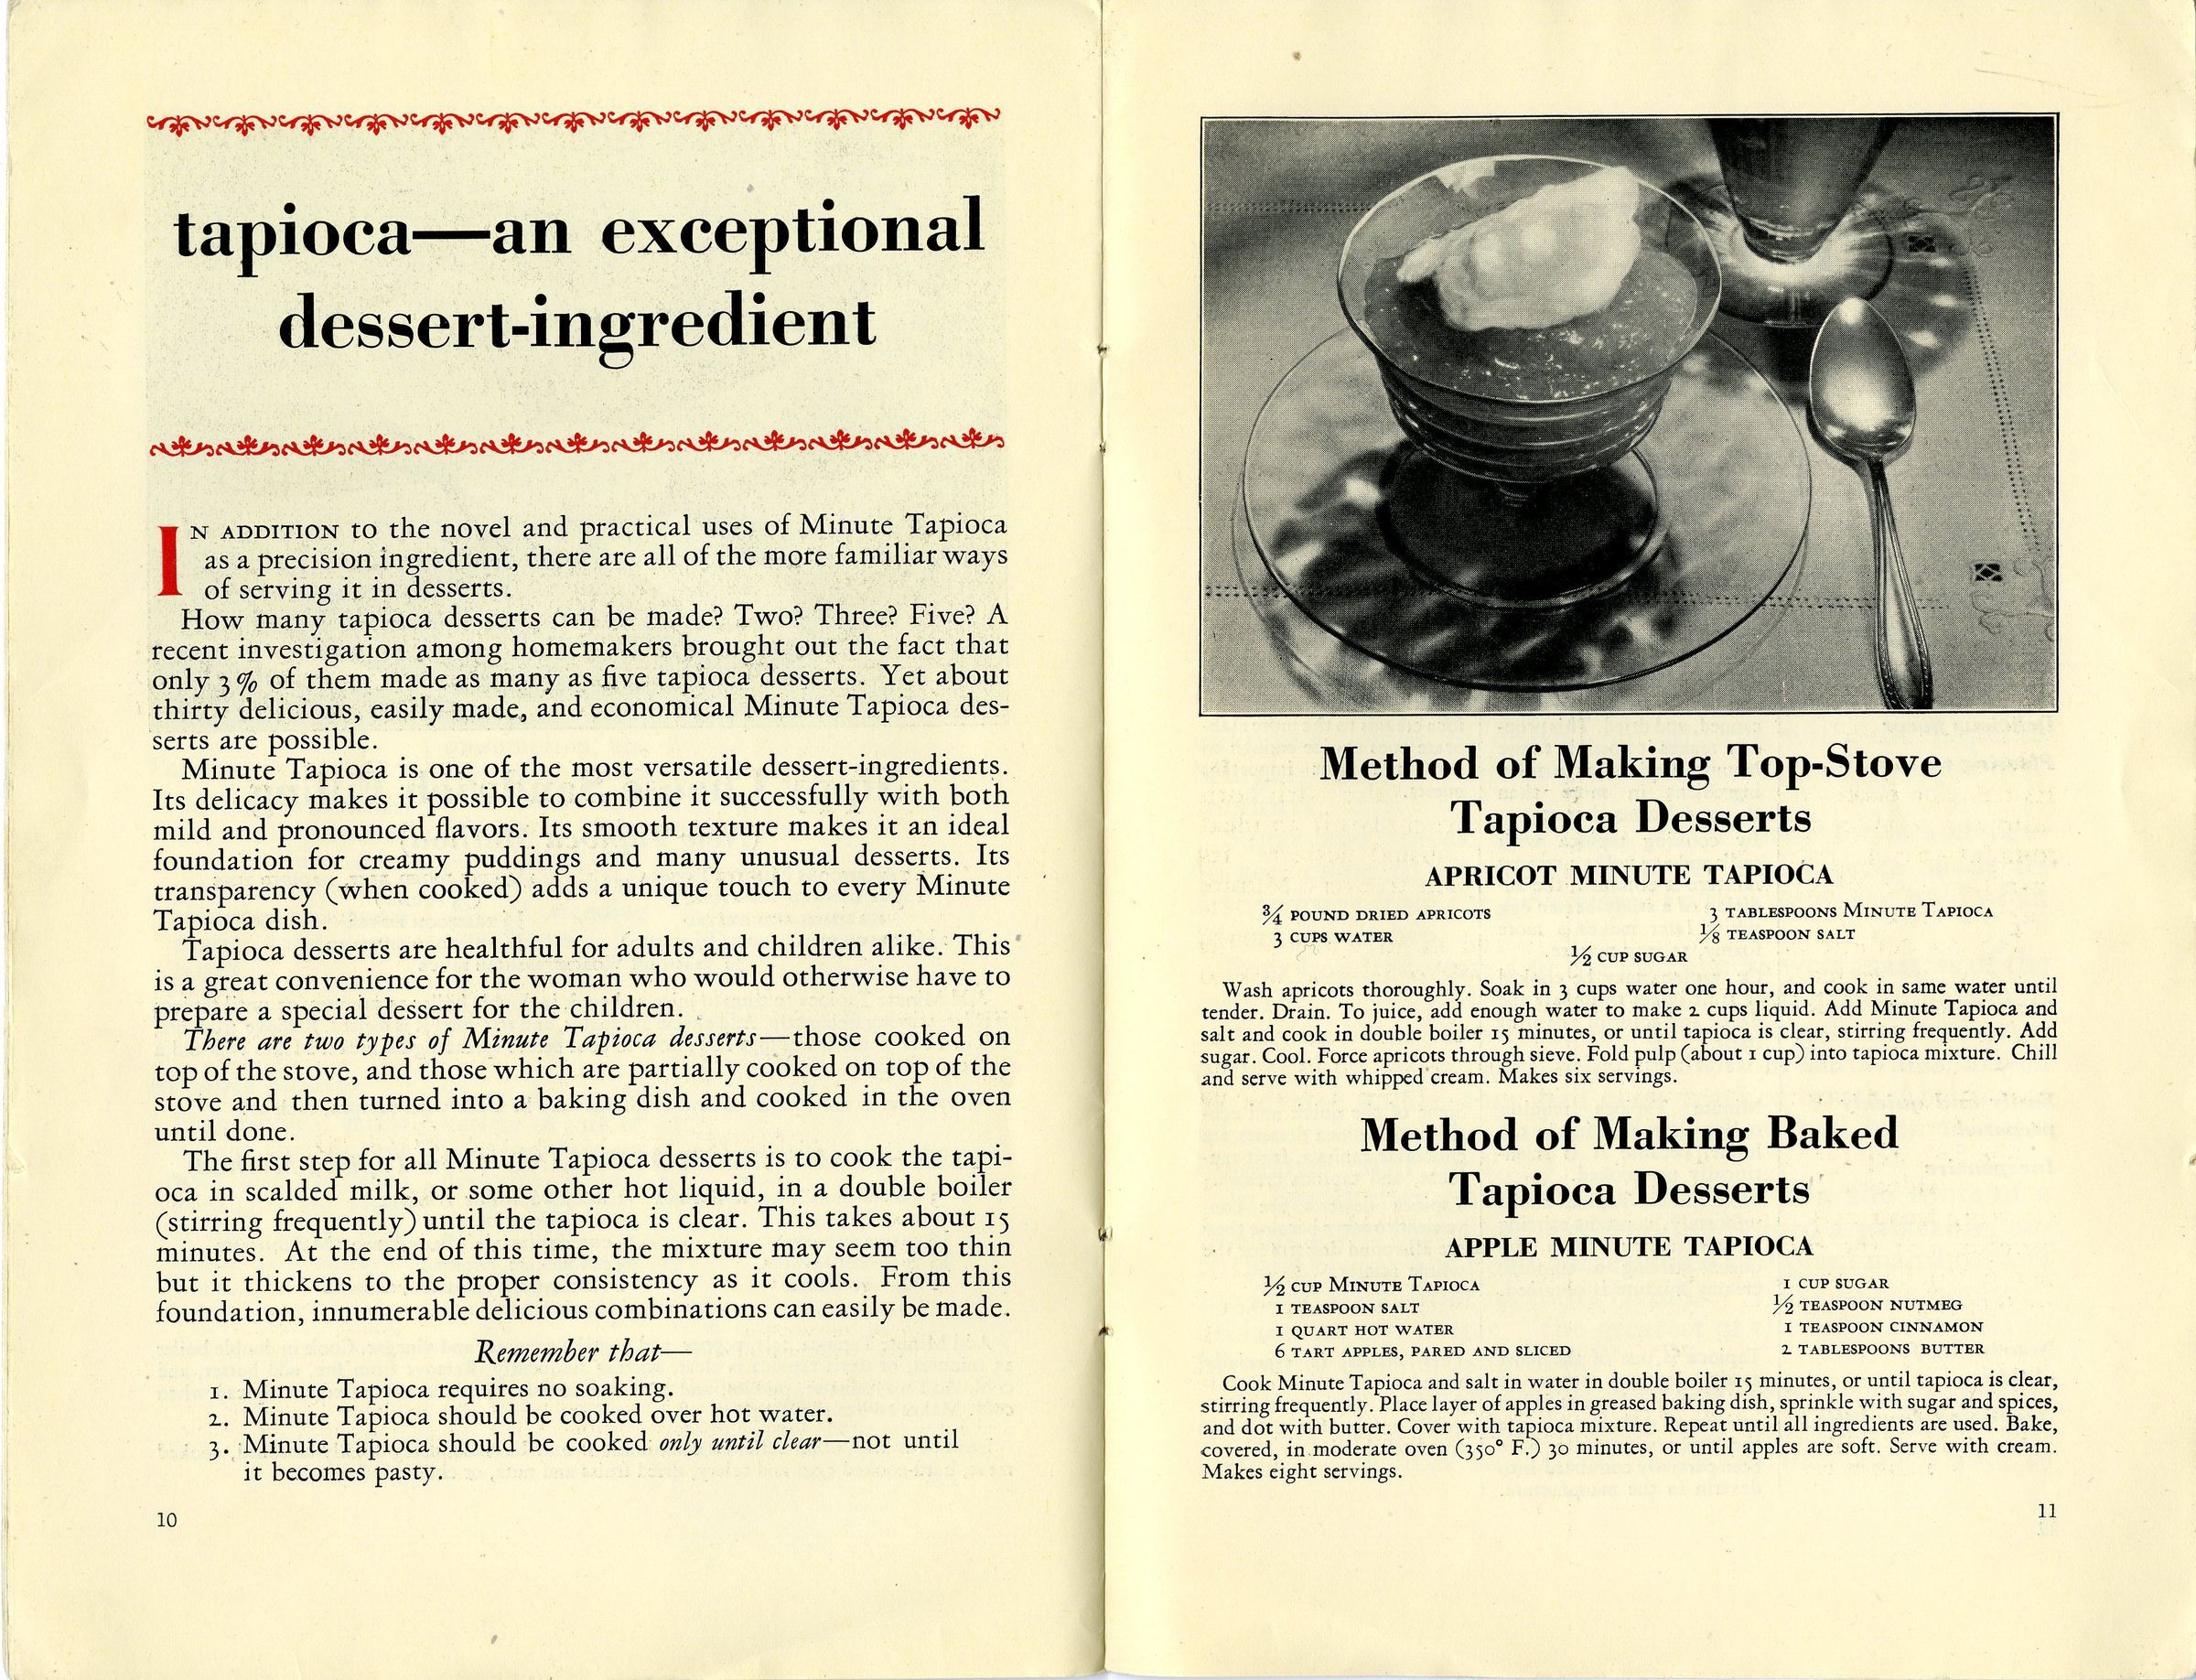 tapioca—an exceptional
dessert-ingredient
IN ADDITION to the novel and practical uses of Minute Tapioca
as a precision ingredient, there are all of the more familiar ways
of serving it in desserts.
How many tapioca desserts can be made? Two? Three? Five? A
recent investigation among homemakers brought out the fact that
only 3% of them made as many as five tapioca desserts. Yet about
thirty delicious, easily made, and economical Minute Tapioca des-
serts are possible.
Minute Tapioca is one of the most versatile dessert-ingredients.
Its delicacy makes it possible to combine it successfully with both
mild and pronounced flavors. Its smooth texture makes it an ideal
foundation for creamy puddings and many unusual desserts. Its
transparency (when cooked) adds a unique touch to every Minute
Tapioca dish.
Tapioca desserts are healthful for adults and children alike. This
is a great convenience for the woman who would otherwise have to
prepare a special dessert for the children.
There are two types of Minute Tapioca desserts—those cooked on
top of the stove, and those which are partially cooked on top of the
stove and then turned into a baking dish and cooked in the oven
until done.
The first step for all Minute Tapioca desserts is to cook the tapi-
oca in scalded milk, or some other hot liquid, in a double boiler
(stirring frequently) until the tapioca is clear. This takes about 15
minutes. At the end of this time, the mixture may seem too thin
but it thickens to the proper consistency as it cools. From this
foundation, innumerable delicious combinations can easily be made.
Remember that—
1. Minute Tapioca requires no soaking.
2. Minute Tapioca should be cooked over hot water.
3. Minute Tapioca should be cooked only until clear—not until
it becomes pasty.
10
Method of Making Top-Stove
Tapioca Desserts
APRICOT MINUTE TAPIOCA
¾ POUND DRIED APRICOTS
3 CUPS WATER
3 TABLESPOONS MINUTE TAPIOCA
⅛ TEASPOON SALT
½ CUP SUGAR
Wash apricots thoroughly. Soak in 3 cups water one hour, and cook in same water until
tender. Drain. To juice, add enough water to make 2 cups liquid. Add Minute Tapioca and
salt and cook in double boiler 15 minutes, or until tapioca is clear, stirring frequently. Add
sugar. Cool. Force apricots through sieve. Fold pulp (about 1 cup) into tapioca mixture. Chill
and serve with whipped cream. Makes six servings.
Method of Making Baked
Tapioca Desserts
APPLE MINUTE TAPIOCA
½ CUP MINUTE TAPIOCA
1 TEASPOON SALT
1 QUART HOT WATER
6 TART APPLES, PARED AND SLICED
1 CUP SUGAR
½ TEASPOON NUTMEG
1 TEASPOON CINNAMON
2 TABLESPOONS BUTTER
Cook Minute Tapioca and salt in water in double boiler 15 minutes, or until tapioca is clear,
stirring frequently. Place layer of apples in greased baking dish, sprinkle with sugar and spices,
and dot with butter. Cover with tapioca mixture. Repeat until all ingredients are used. Bake,
covered, in moderate oven (350° F.) 30 minutes, or until apples are soft. Serve with cream.
Makes eight servings.
11